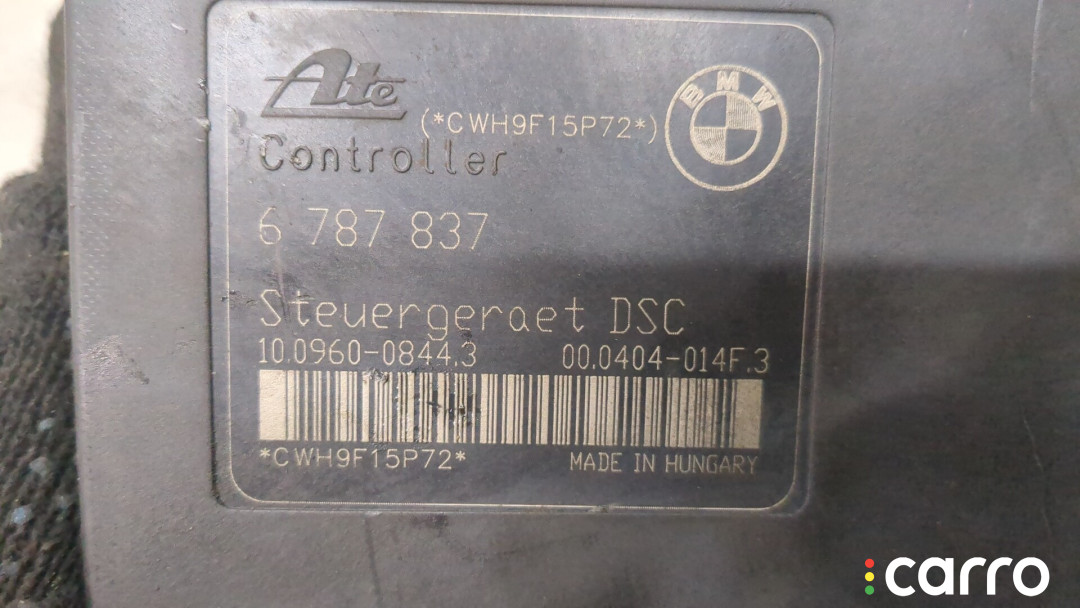 Ate
(*CWH9F15P72*)
BMW
Controller
6 787 837
Steuergeraet DSC
10.0960-0844.3 00.0404-014F.3
*CWH9F15P72* MADE IN HUNGARY
carro